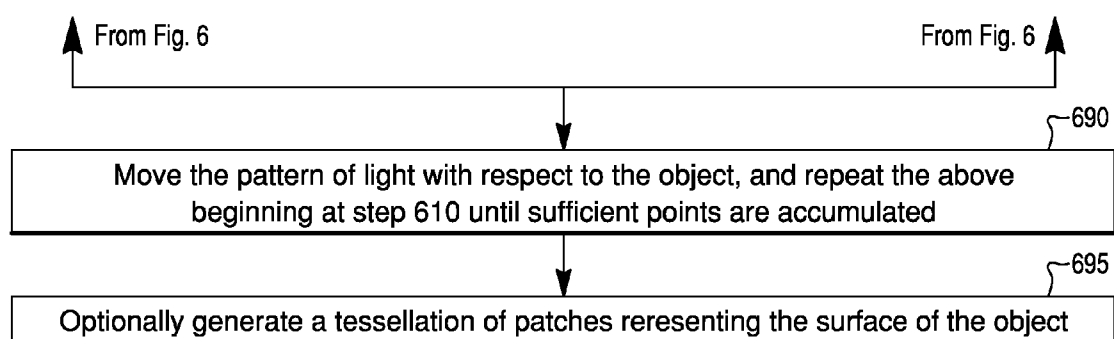 From Fig. 6
From Fig. 6
690
Move the pattern of light with respect to the object, and repeat the above
beginning at step 610 until sufficient points are accumulated
695
Optionally generate a tessellation of patches reresenting the surface of the object